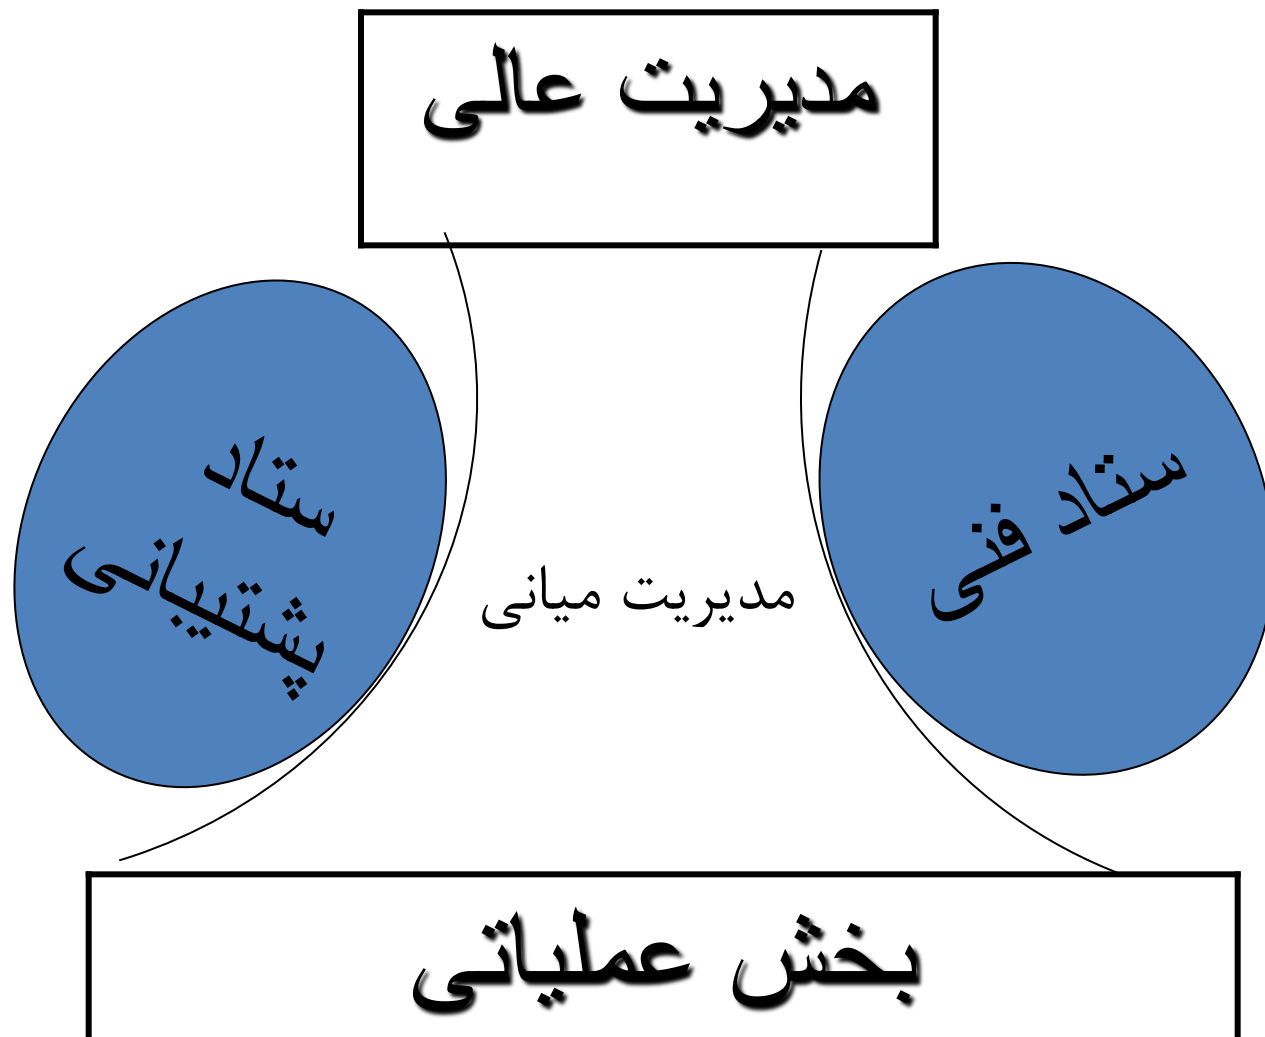 مدیریت عالی
ستاد فنی
ستاد
پشتیبانی
مدیریت میانی
بخش عملیاتی